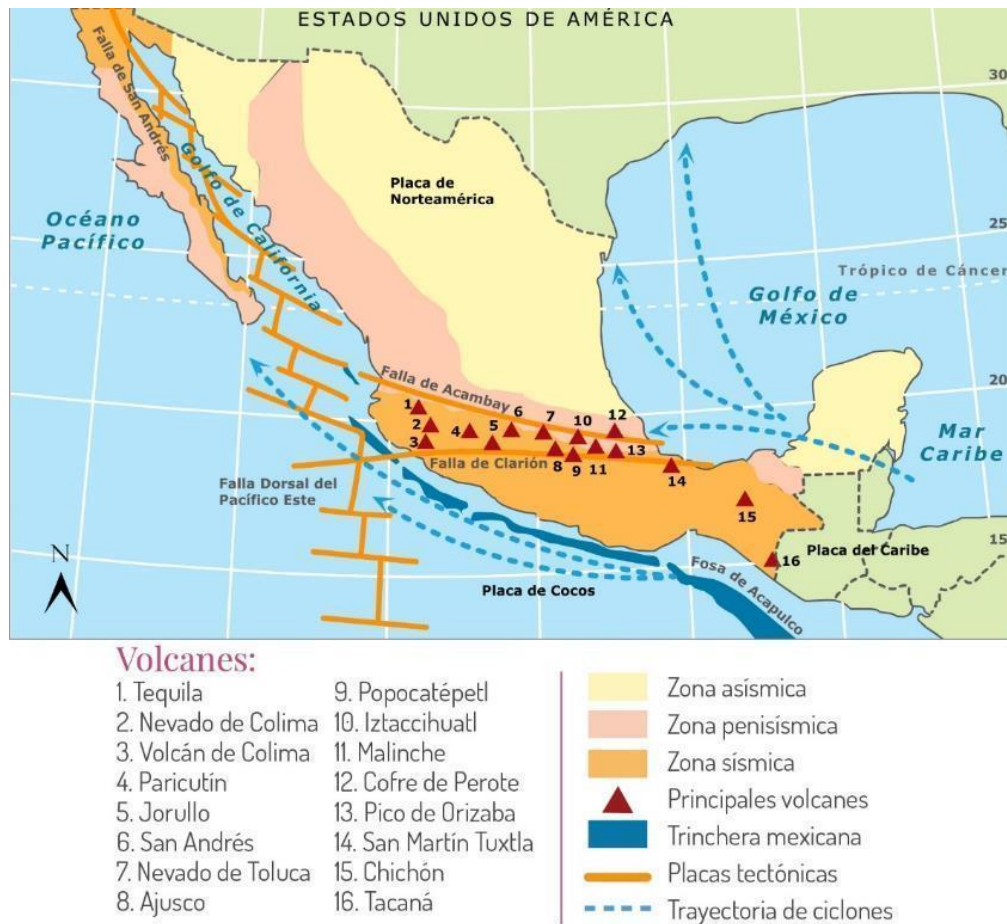 ESTADOS UNIDOS DE AMÉRICA
30
Falla de San Andrés
Golfo de California
Placa de
Norteamérica
Océano
Pacífico
25
Trópico de Cáncer
Golfo de
México
20
Falla de Acambay
1
2
3
4
5
6
7
8
9
10
11
12
13
14
15
16
Mar
Caribe
Falla de Clarión
Falla Dorsal del
Pacífico Este
15
N
Placa del Caribe
Placa de Cocos
Fosa de Acapulco
Volcanes:
1. Tequila
2. Nevado de Colima
3. Volcán de Colima
4. Paricutín
5. Jorullo
6. San Andrés
7. Nevado de Toluca
8. Ajusco
9. Popocatépetl
10. Iztaccihuatl
11. Malinche
12. Cofre de Perote
13. Pico de Orizaba
14. San Martín Tuxtla
15. Chichón
16. Tacaná
Zona asísmica
Zona penisísmica
Zona sísmica
Principales volcanes
Trinchera mexicana
Placas tectónicas
Trayectoria de ciclones